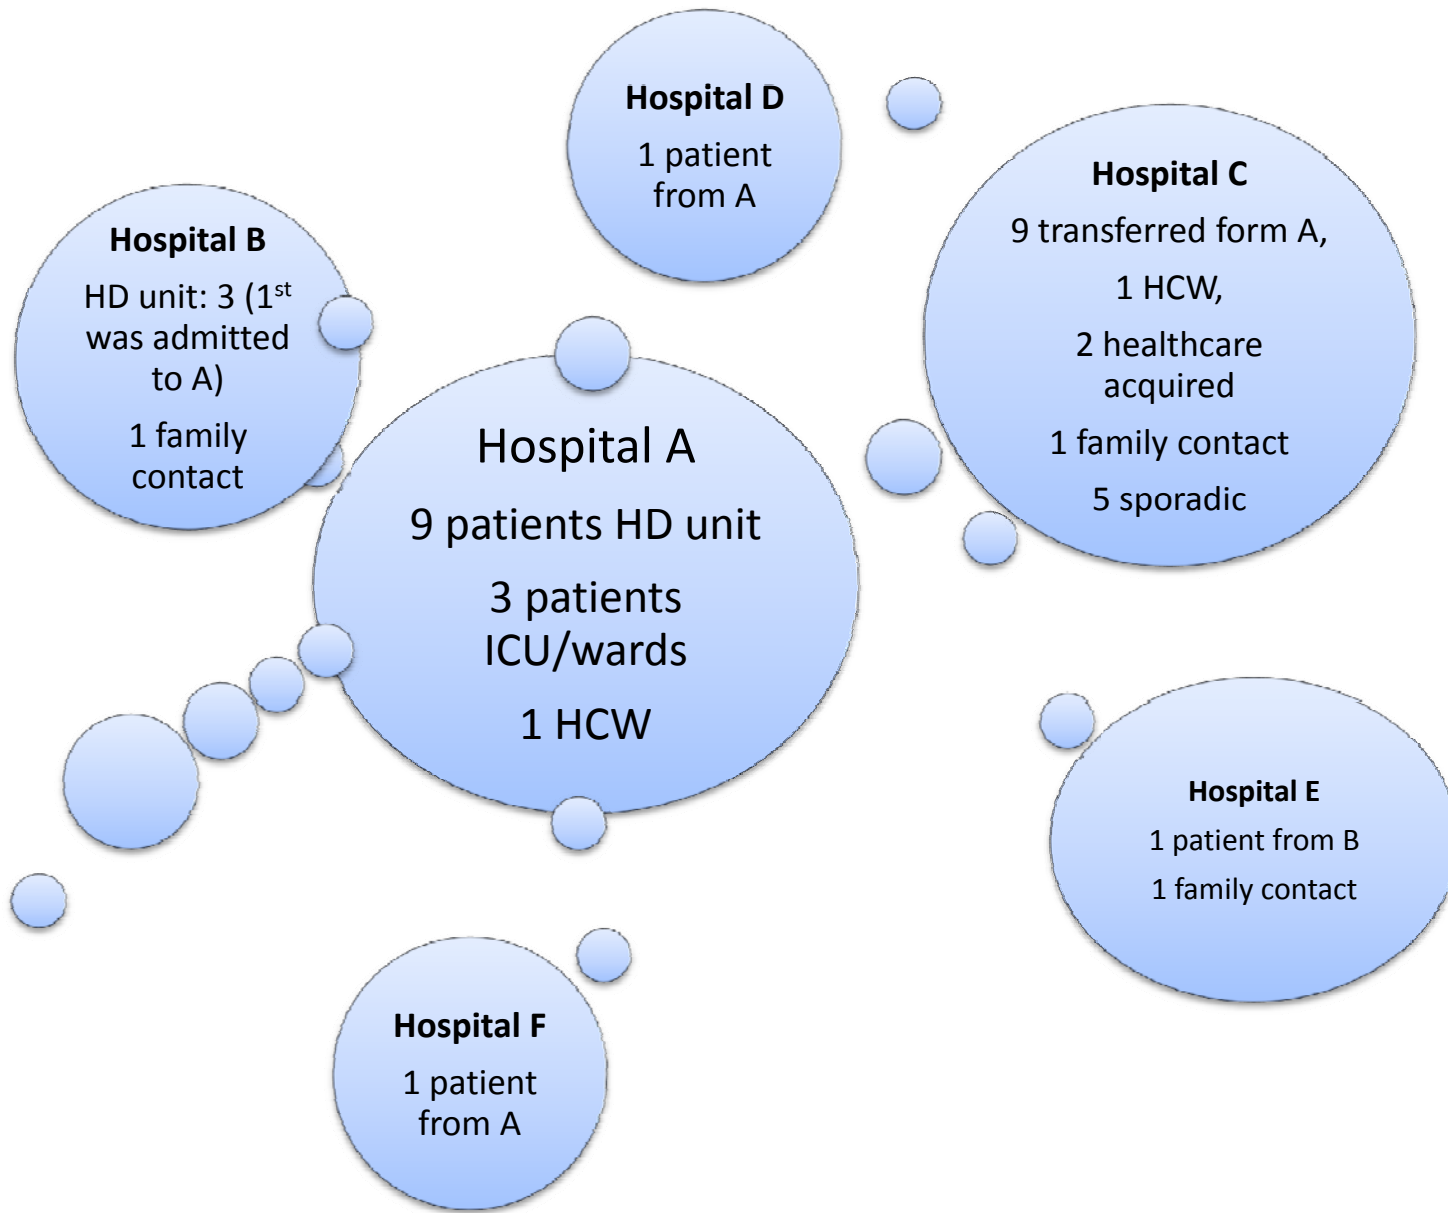 Hospital D
1 patient
from A
Hospital C
9 transferred form A,
1 HCW,
2 healthcare
acquired
1 family contact
5 sporadic
Hospital B
HD unit: 3 (1st
was admitted
to A)
1 family
contact
Hospital A
9 patients HD unit
3 patients
ICU/wards
1 HCW
Hospital E
1 patient from B
1 family contact
Hospital F
1 patient
from A